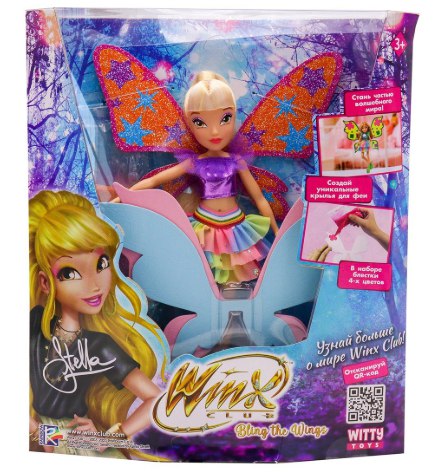 3+
Стань частью
волшебного
мира!
Создай
уникальные
крылья для феи
В наборе
блёстки
4-х цветов
Узнай больше
о мире Winx Club!
Отсканируй
QR-код
Stella
WINX
CLUB
Bling the Wings
www.winxclub.com
WITTY
TOYS